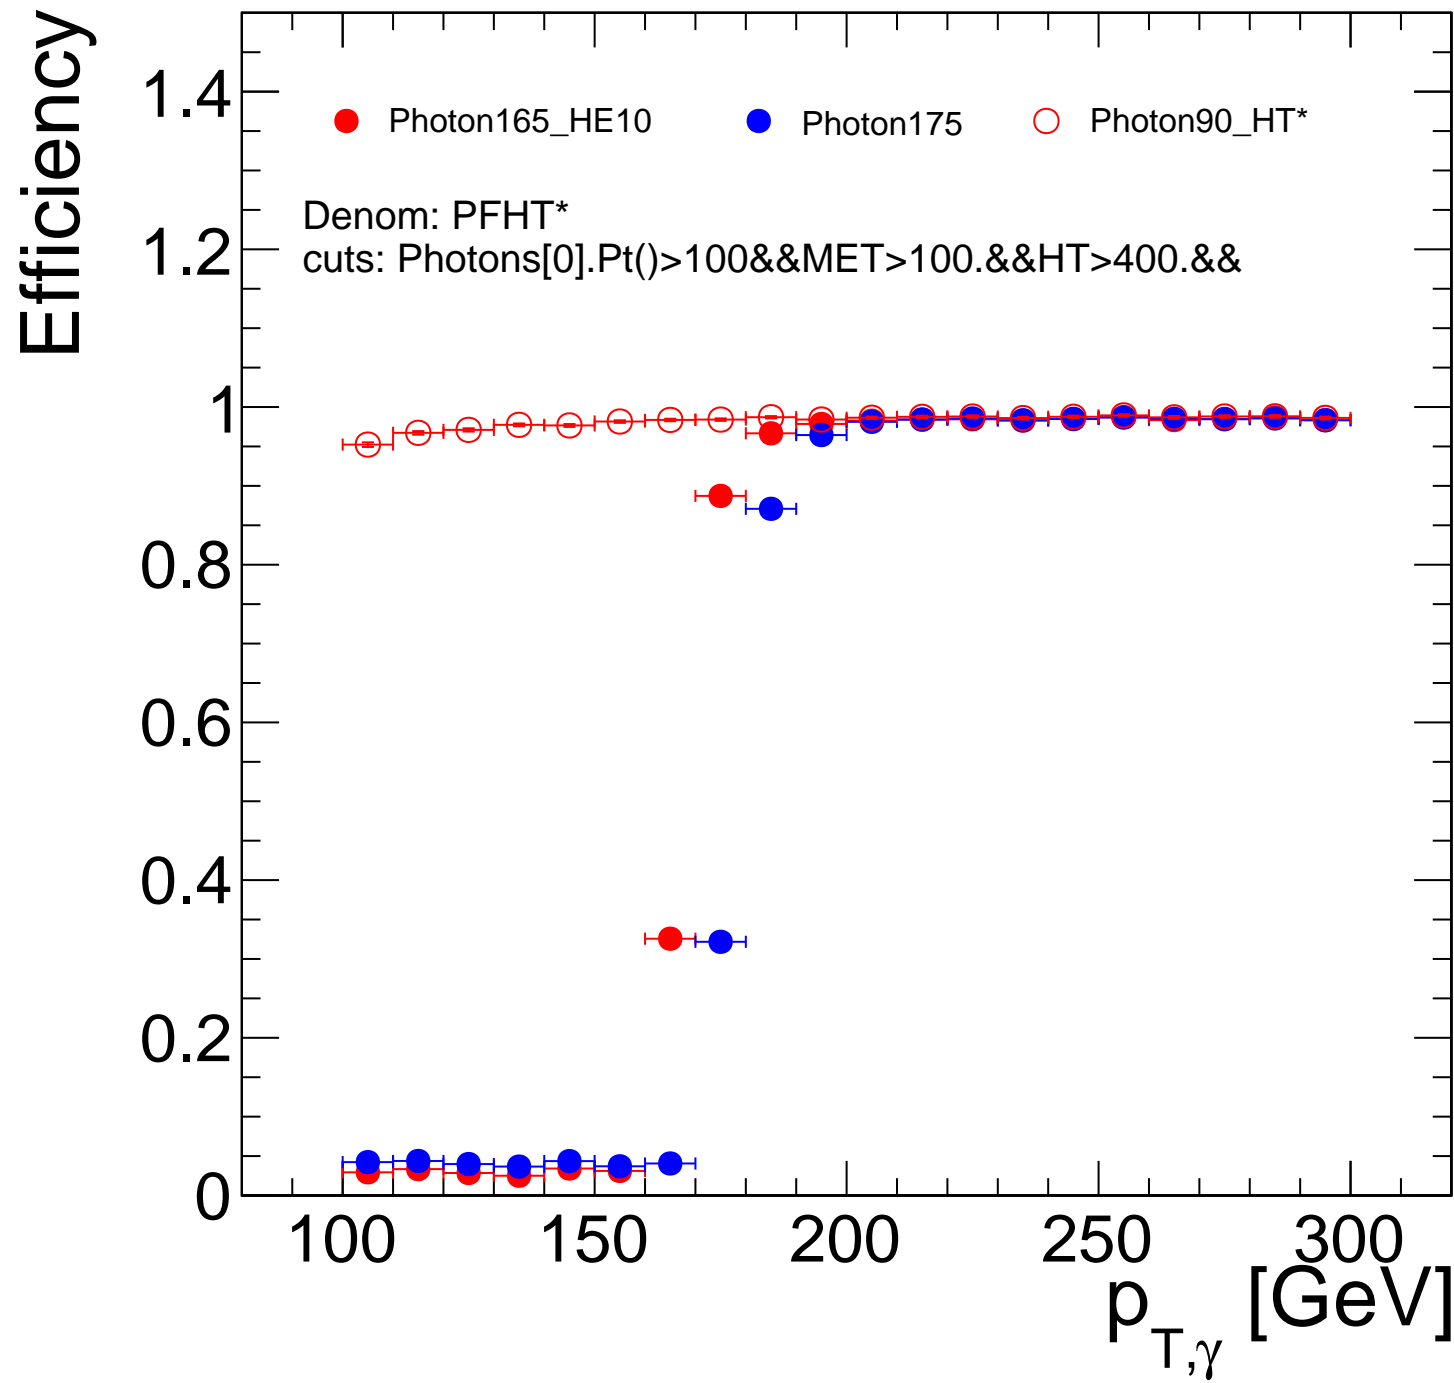 Efficiency
1.4
Photon165_HE10 Photon175 Photon90_HT*
Denom: PFHT*
1.2
cuts: Photons[0].Pt()>100&&MET>100.&&HT>400.&&
1
0.8
0.6
0.4
0.2
0
100 150 200 250 300
p_{T,γ} [GeV]